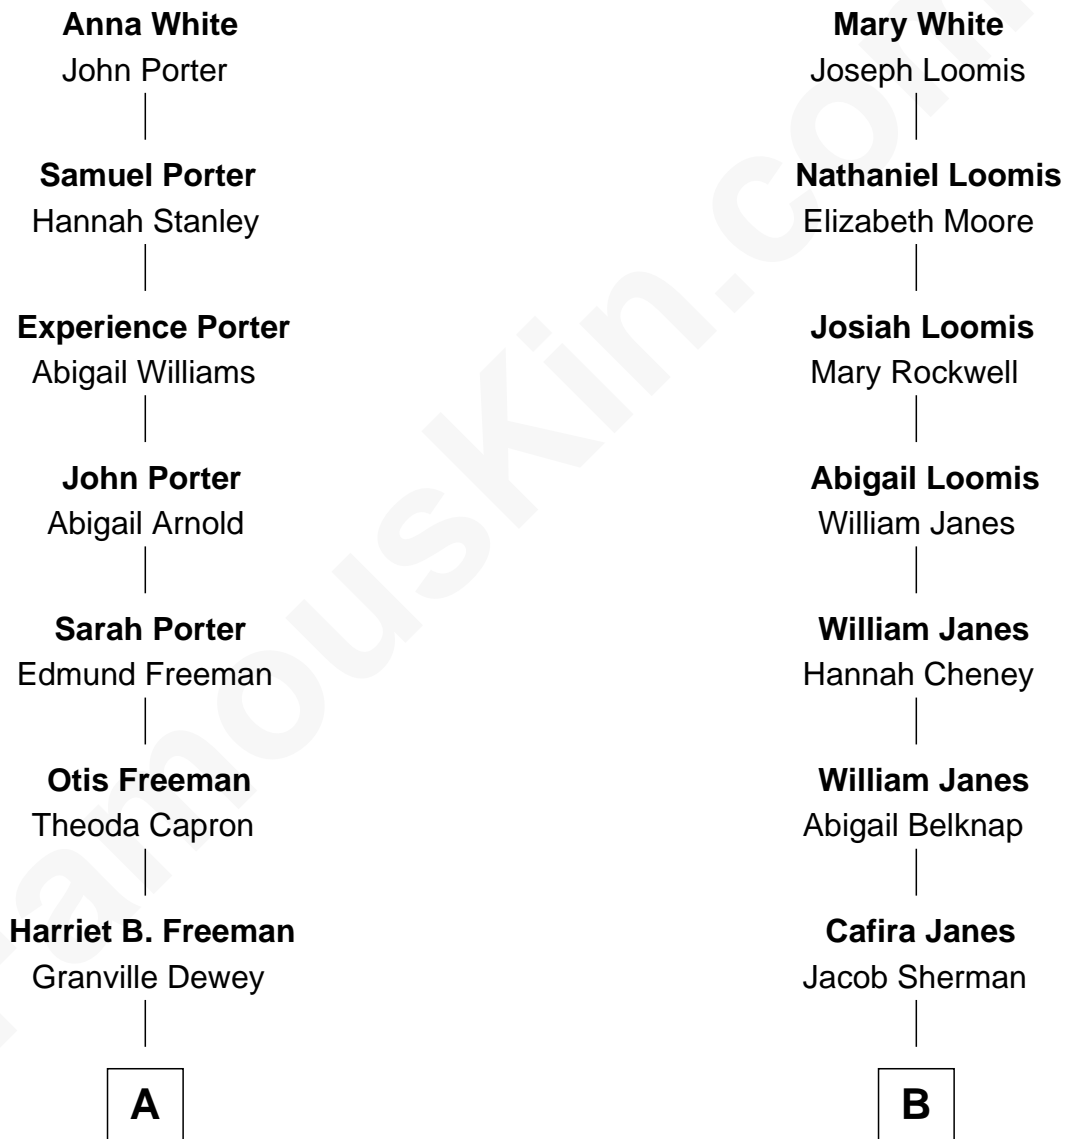 Anna White
John Porter
Samuel Porter
Hannah Stanley
Experience Porter
Abigail Williams
John Porter
Abigail Arnold
Sarah Porter
Edmund Freeman
Otis Freeman
Theoda Capron
Harriet B. Freeman
Granville Dewey
A
Mary White
Joseph Loomis
Nathaniel Loomis
Elizabeth Moore
Josiah Loomis
Mary Rockwell
Abigail Loomis
William Janes
William Janes
Hannah Cheney
William Janes
Abigail Belknap
Cafira Janes
Jacob Sherman
B
FamousKin.com